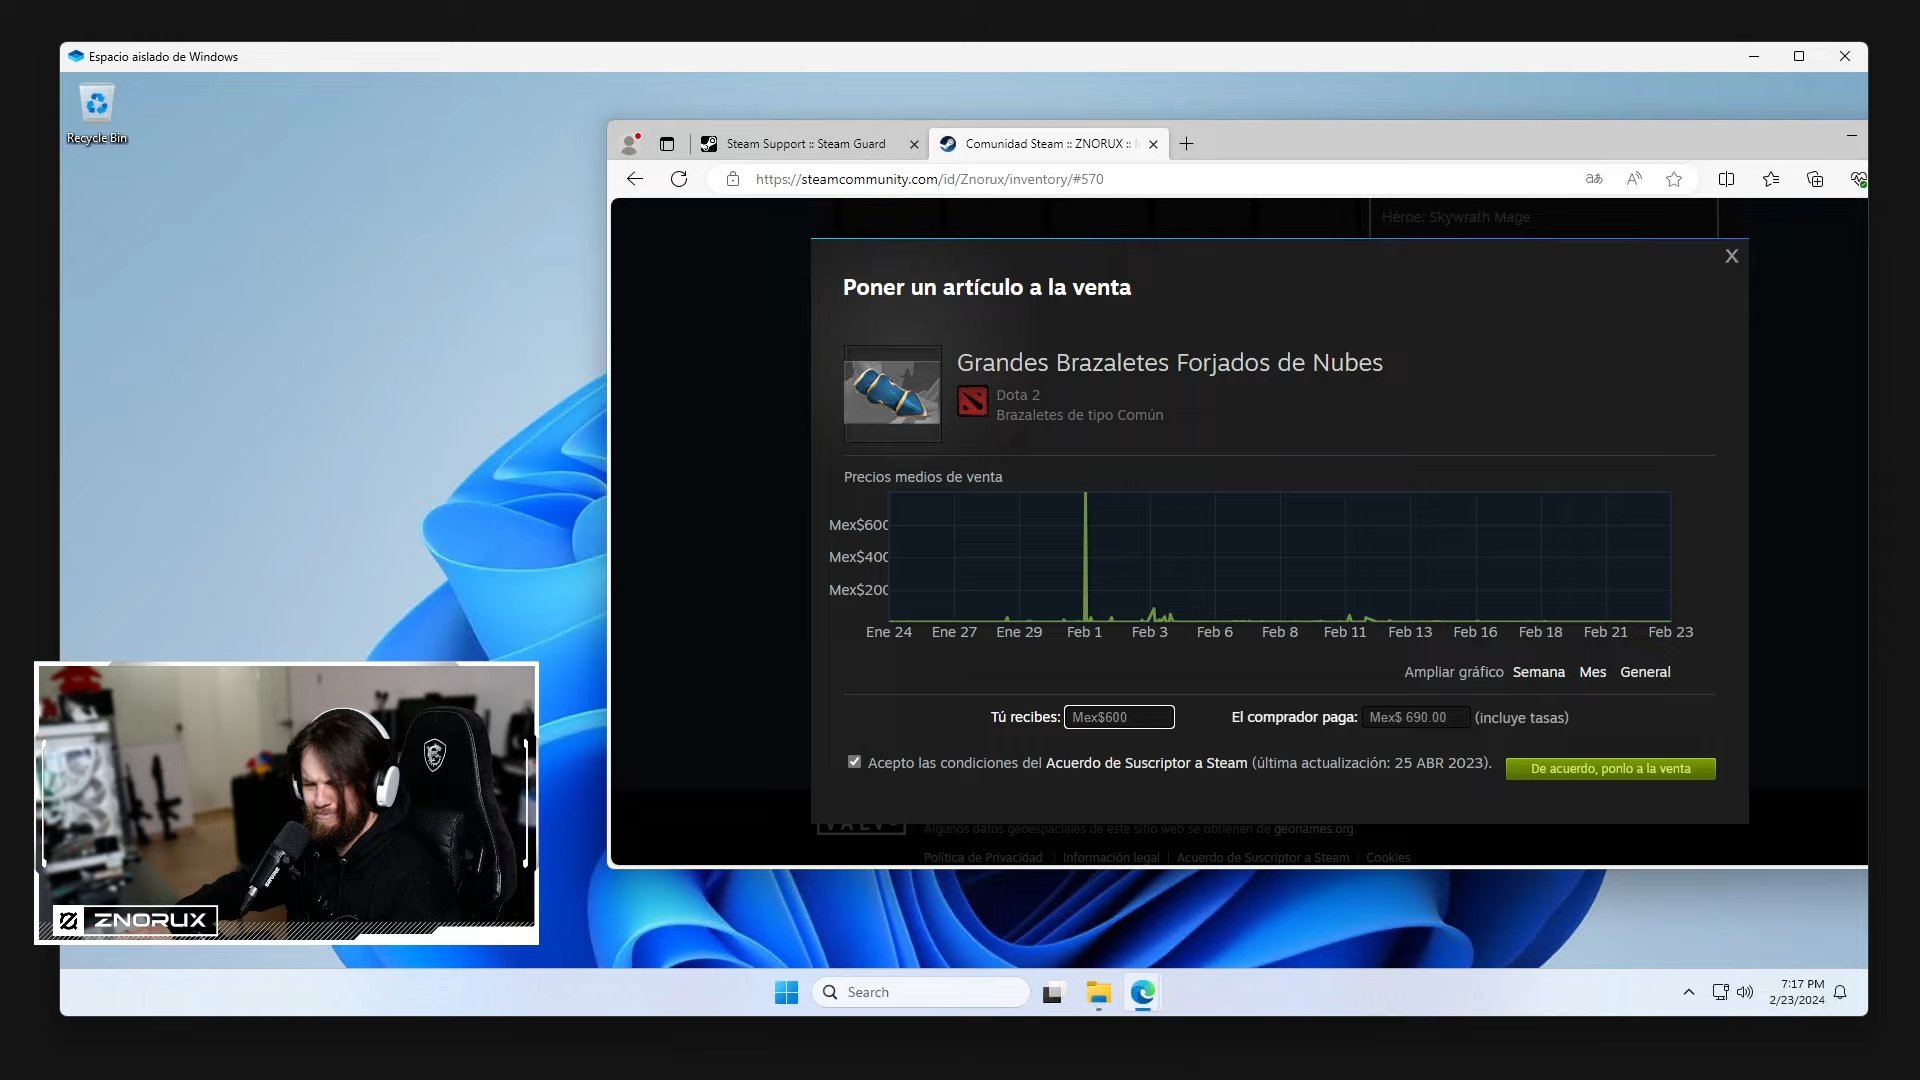 Espacio aislado de Windows
Recycle Bin
Steam Support :: Steam Guard
Comunidad Steam :: ZNORUX ::
https://steamcommunity.com/id/Znorux/inventory/#570
Héroe: Skywrath Mage
X
Poner un artículo a la venta
Grandes Brazaletes Forjados de Nubes
Dota 2
Brazaletes de tipo Común
Precios medios de venta
Mex$600
Mex$400
Mex$200
Ene 24 Ene 27 Ene 29 Feb 1 Feb 3 Feb 6 Feb 8 Feb 11 Feb 13 Feb 16 Feb 18 Feb 21 Feb 23
Ampliar gráfico Semana Mes General
Tú recibes: Mex$600 El comprador paga: Mex$ 690.00 (incluye tasas)
Acepto las condiciones del Acuerdo de Suscriptor a Steam (última actualización: 25 ABR 2023).
De acuerdo, ponlo a la venta
Algunos datos geoespaciales de este sitio web se obtienen de geonames.org.
Política de Privacidad | Información legal | Acuerdo de Suscriptor a Steam | Cookies
ZNORUX
Search
7:17 PM
2/23/2024